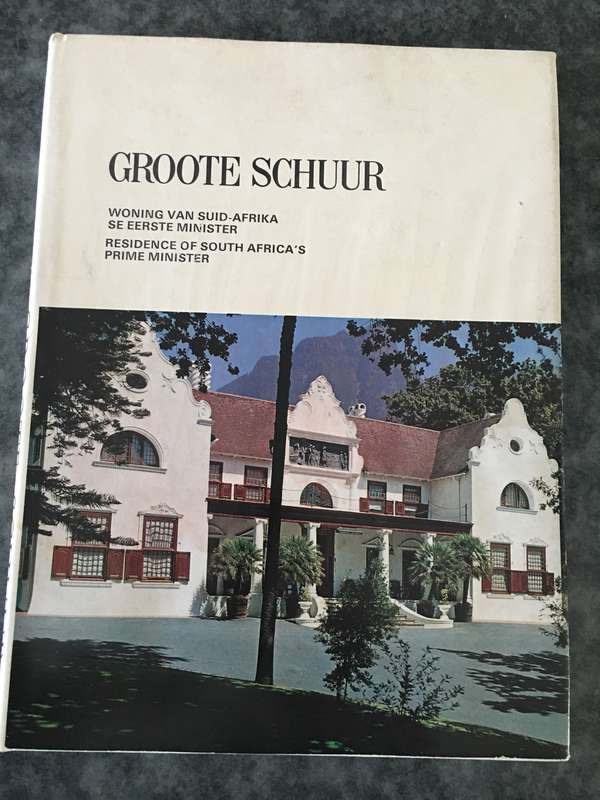 GROOTE SCHUUR
WONING VAN SUID-AFRIKA
SE EERSTE MINISTER
RESIDENCE OF SOUTH AFRICA'S
PRIME MINISTER